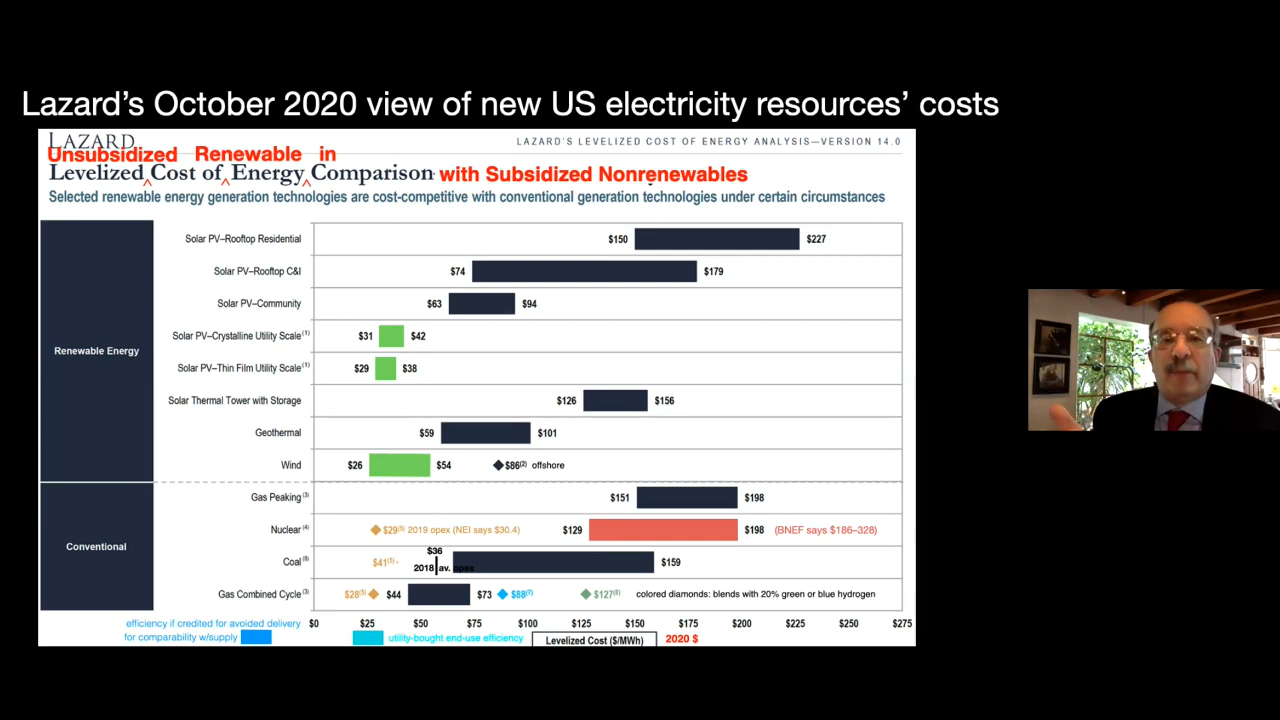 Lazard’s October 2020 view of new US electricity resources’ costs
LAZARD
LAZARD'S LEVELIZED COST OF ENERGY ANALYSIS—VERSION 14.0
Unsubsidized Renewable in
Levelized Cost of Energy Comparison with Subsidized Nonrenewables
Selected renewable energy generation technologies are cost-competitive with conventional generation technologies under certain circumstances
Renewable Energy
Solar PV–Rooftop Residential $150 $227
Solar PV–Rooftop C&I $74 $179
Solar PV–Community $63 $94
Solar PV–Crystalline Utility Scale (1) $31 $42
Solar PV–Thin Film Utility Scale (1) $29 $38
Solar Thermal Tower with Storage $126 $156
Geothermal $59 $101
Wind $26 $54 $86(2) offshore
Conventional
Gas Peaking (3) $151 $198
Nuclear (4) $29(5) 2019 opex (NEI says $30.4) $129 $198 (BNEF says $186–328)
$36
Coal (6) $41(5) $159
2018 av. opex
Gas Combined Cycle (3) $28(5) $44 $73 $88(7) $127(8) colored diamonds: blends with 20% green or blue hydrogen
$0 $25 $50 $75 $100 $125 $150 $175 $200 $225 $250 $275
efficiency if credited for avoided delivery
for comparability w/supply
utility-bought end-use efficiency
Levelized Cost ($/MWh)
2020 $